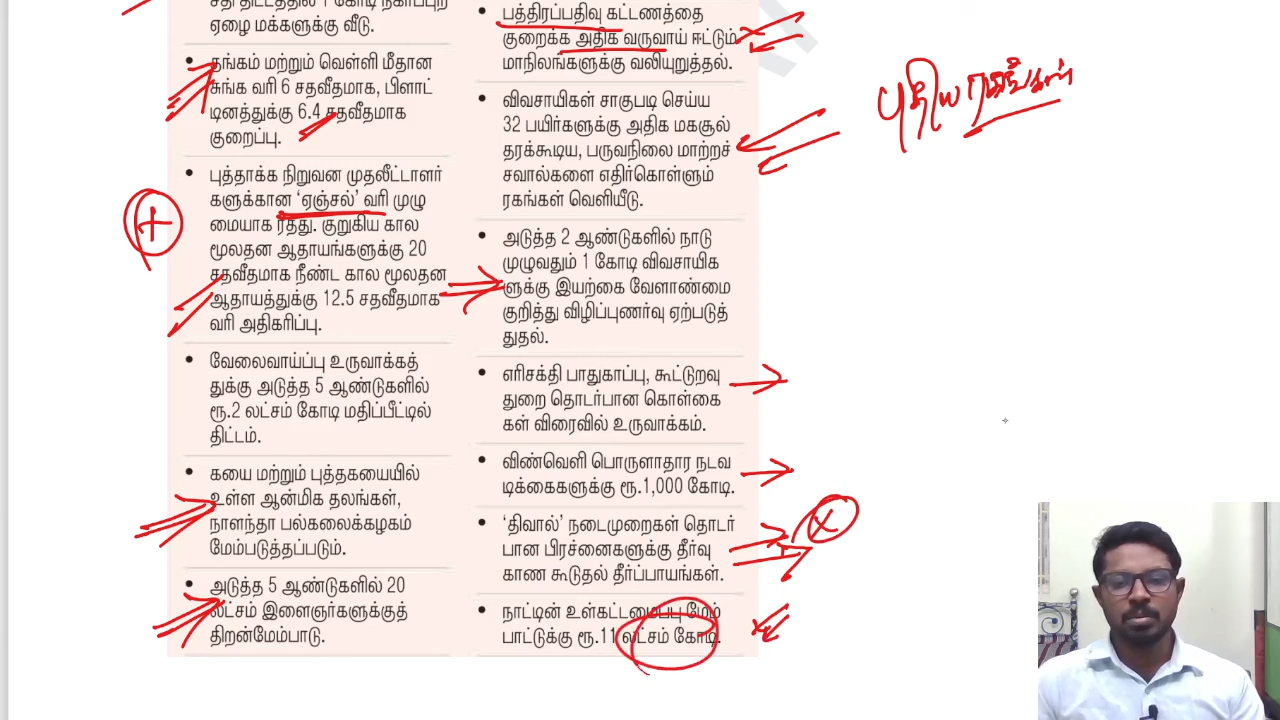 ஏழை மக்களுக்கு வீடு.
தங்கம் மற்றும் வெள்ளி மீதான
சுங்க வரி 6 சதவீதமாக, பிளாட்
டினத்துக்கு 6.4 சதவீதமாக
குறைப்பு.
புத்தாக்க நிறுவன முதலீட்டாளர்
களுக்கான ‘ஏஞ்சல்’ வரி முழு
மையாக ரத்து. குறுகிய கால
மூலதன ஆதாயங்களுக்கு 20
சதவீதமாக நீண்ட கால மூலதன
ஆதாயத்துக்கு 12.5 சதவீதமாக
வரி அதிகரிப்பு.
வேலைவாய்ப்பு உருவாக்கத்
துக்கு அடுத்த 5 ஆண்டுகளில்
ரூ.2 லட்சம் கோடி மதிப்பீட்டில்
திட்டம்.
கயை மற்றும் புத்தகயையில்
உள்ள ஆன்மிக தலங்கள்,
நாளந்தா பல்கலைக்கழகம்
மேம்படுத்தப்படும்.
அடுத்த 5 ஆண்டுகளில் 20
லட்சம் இளைஞர்களுக்குத்
திறன்மேம்பாடு.
பத்திரப்பதிவு கட்டணத்தை
குறைக்க அதிக வருவாய் ஈட்டும்
மாநிலங்களுக்கு வலியுறுத்தல்.
விவசாயிகள் சாகுபடி செய்ய
32 பயிர்களுக்கு அதிக மகசூல்
தரக்கூடிய, பருவநிலை மாற்றச்
சவால்களை எதிர்கொள்ளும்
ரகங்கள் வெளியீடு.
அடுத்த 2 ஆண்டுகளில் நாடு
முழுவதும் 1 கோடி விவசாயிக
ளுக்கு இயற்கை வேளாண்மை
குறித்து விழிப்புணர்வு ஏற்படுத்
துதல்.
எரிசக்தி பாதுகாப்பு, கூட்டுறவு
துறை தொடர்பான கொள்கை
கள் விரைவில் உருவாக்கம்.
விண்வெளி பொருளாதார நடவ
டிக்கைகளுக்கு ரூ.1,000 கோடி.
‘திவால்’ நடைமுறைகள் தொடர்
பான பிரச்னைகளுக்கு தீர்வு
காண கூடுதல் தீர்ப்பாயங்கள்.
நாட்டின் உள்கட்டமைப்பு மேம்
பாட்டுக்கு ரூ.11 லட்சம் கோடி.
புதிய ரகங்கள்